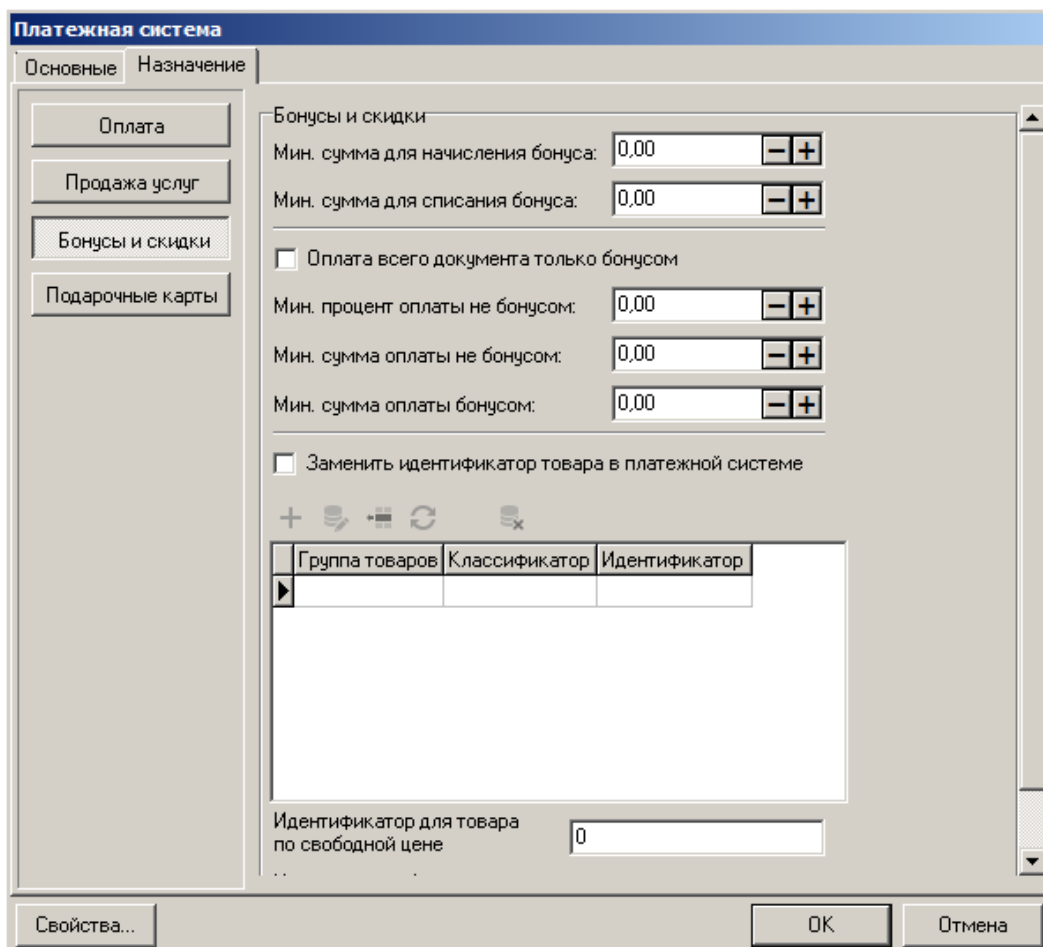 Платежная система
Основные
Назначение
Оплата
Продажа услуг
Бонусы и скидки
Подарочные карты
Бонусы и скидки
Мин. сумма для начисления бонуса: 0,00
Мин. сумма для списания бонуса: 0,00
Оплата всего документа только бонусом
Мин. процент оплаты не бонусом: 0,00
Мин. сумма оплаты не бонусом: 0,00
Мин. сумма оплаты бонусом: 0,00
Заменить идентификатор товара в платежной системе
Группа товаров Классификатор Идентификатор
Идентификатор для товара
по свободной цене 0
Свойства...
OK
Отмена